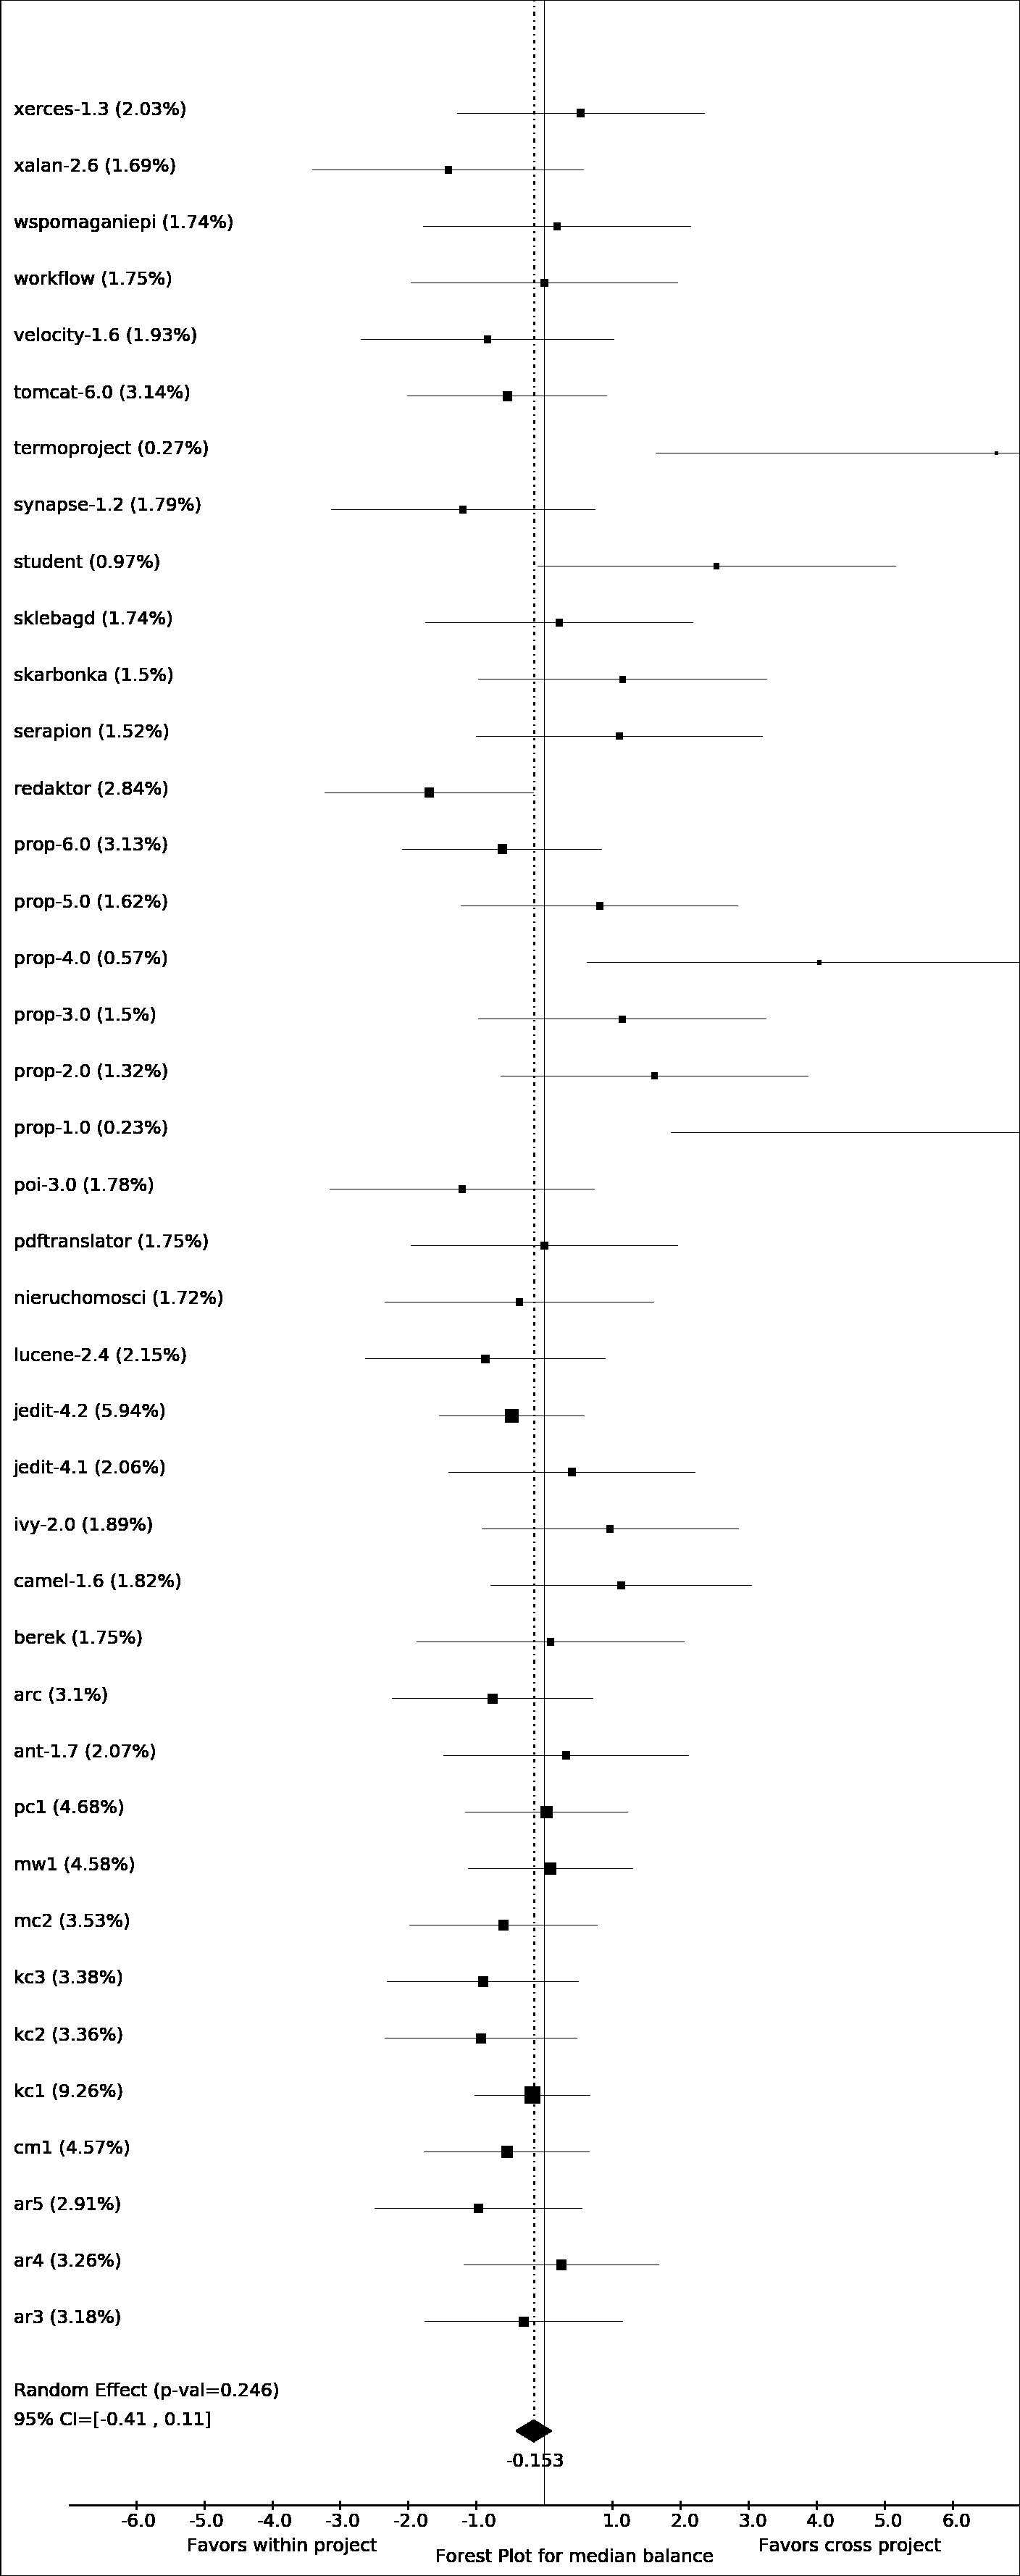 xerces-1.3 (2.03%)
xalan-2.6 (1.69%)
wspomaganiepi (1.74%)
workflow (1.75%)
velocity-1.6 (1.93%)
tomcat-6.0 (3.14%)
termoproject (0.27%)
synapse-1.2 (1.79%)
student (0.97%)
sklebagd (1.74%)
skarbonka (1.5%)
serapion (1.52%)
redaktor (2.84%)
prop-6.0 (3.13%)
prop-5.0 (1.62%)
prop-4.0 (0.57%)
prop-3.0 (1.5%)
prop-2.0 (1.32%)
prop-1.0 (0.23%)
poi-3.0 (1.78%)
pdftranslator (1.75%)
nieruchomosci (1.72%)
lucene-2.4 (2.15%)
jedit-4.2 (5.94%)
jedit-4.1 (2.06%)
ivy-2.0 (1.89%)
camel-1.6 (1.82%)
berek (1.75%)
arc (3.1%)
ant-1.7 (2.07%)
pc1 (4.68%)
mw1 (4.58%)
mc2 (3.53%)
kc3 (3.38%)
kc2 (3.36%)
kc1 (9.26%)
cm1 (4.57%)
ar5 (2.91%)
ar4 (3.26%)
ar3 (3.18%)
Random Effect (p-val=0.246)
95% CI=[-0.41 , 0.11]
-0.153
-6.0 -5.0 -4.0 -3.0 -2.0 -1.0 1.0 2.0 3.0 4.0 5.0 6.0
Favors within project Favors cross project
Forest Plot for median balance